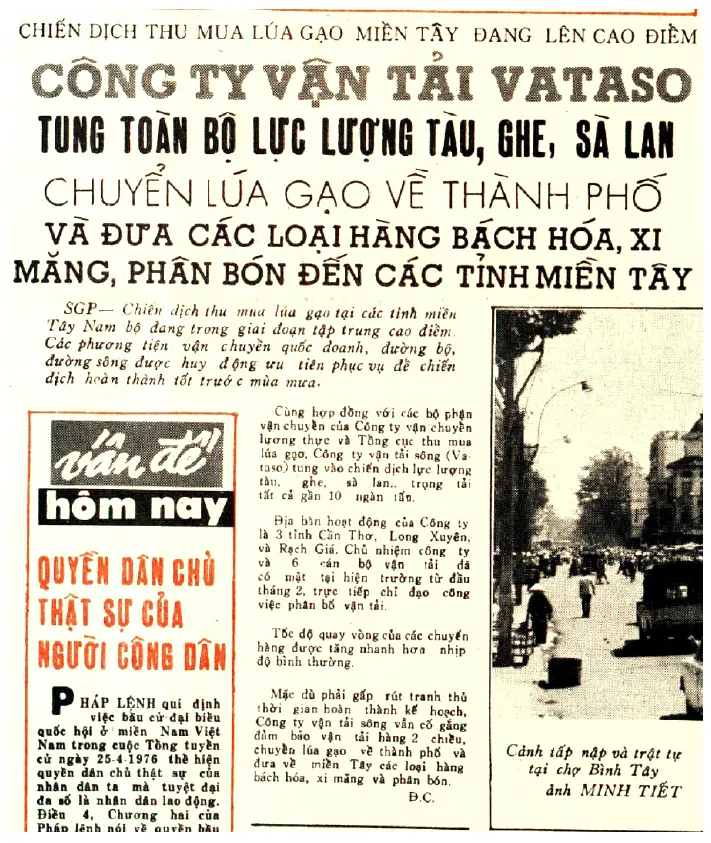 CHIẾN DỊCH THU MUA LÚA GẠO MIỀN TÂY ĐANG LÊN CAO ĐIỂM
CÔNG TY VẬN TẢI VATASO
TUNG TOÀN BỘ LỰC LƯỢNG TÀU, GHE, SÀ LAN
CHUYỂN LÚA GẠO VỀ THÀNH PHỐ
VÀ ĐƯA CÁC LOẠI HÀNG BÁCH HÓA, XI
MĂNG, PHÂN BÓN ĐẾN CÁC TỈNH MIỀN TÂY
SGP— Chiến dịch thu mua lúa gạo tại các tỉnh miền
Tây Nam bộ đang trong giai đoạn tập trung cao điểm.
Các phương tiện vận chuyển quốc doanh, đường bộ,
đường sông được huy động ưu tiên phục vụ để chiến
dịch hoàn thành tốt trước mùa mưa.
vấn đề
hôm nay
QUYỀN DÂN CHỦ
THẬT SỰ CỦA
NGƯỜI CÔNG DÂN
PHÁP LỆNH qui định
việc bầu cử đại biểu
quốc hội ở miền Nam Việt
Nam trong cuộc Tổng tuyển
cử ngày 25-4-1976 thể hiện
quyền dân chủ thật sự của
nhân dân ta mà tuyệt đại
đa số là nhân dân lao động.
Điều 4, Chương hai của
Pháp lệnh nói về quyền bầu
Cùng hợp đồng với các bộ phận
vận chuyển của Công ty vận chuyển
lương thực và Tổng cục thu mua
lúa gạo, Công ty vận tải sông (Va-
taso) tung vào chiến dịch lực lượng
tàu, ghe, sà lan.. trọng tải
tất cả gần 10 ngàn tấn.
Địa bàn hoạt động của Công ty
là 3 tỉnh Cần Thơ, Long Xuyên,
và Rạch Giá. Chủ nhiệm công ty
và 6 cán bộ vận tải đã
có mặt tại hiện trường từ đầu
tháng 2, trực tiếp chỉ đạo công
việc phân bố vận tải.
Tốc độ quay vòng của các chuyến
hàng được tăng nhanh hơn nhịp
độ bình thường.
Mặc dù phải gấp rút tranh thủ
thời gian hoàn thành kế hoạch,
Công ty vận tải sông vẫn cố gắng
đảm bảo vận tải hàng 2 chiều,
chuyển lúa gạo về thành phố và
đưa về miền Tây các loại hàng
bách hóa, xi măng và phân bón.
Đ.C.
Cảnh tấp nập và trật tự
tại chợ Bình Tây
ảnh MINH TIẾT